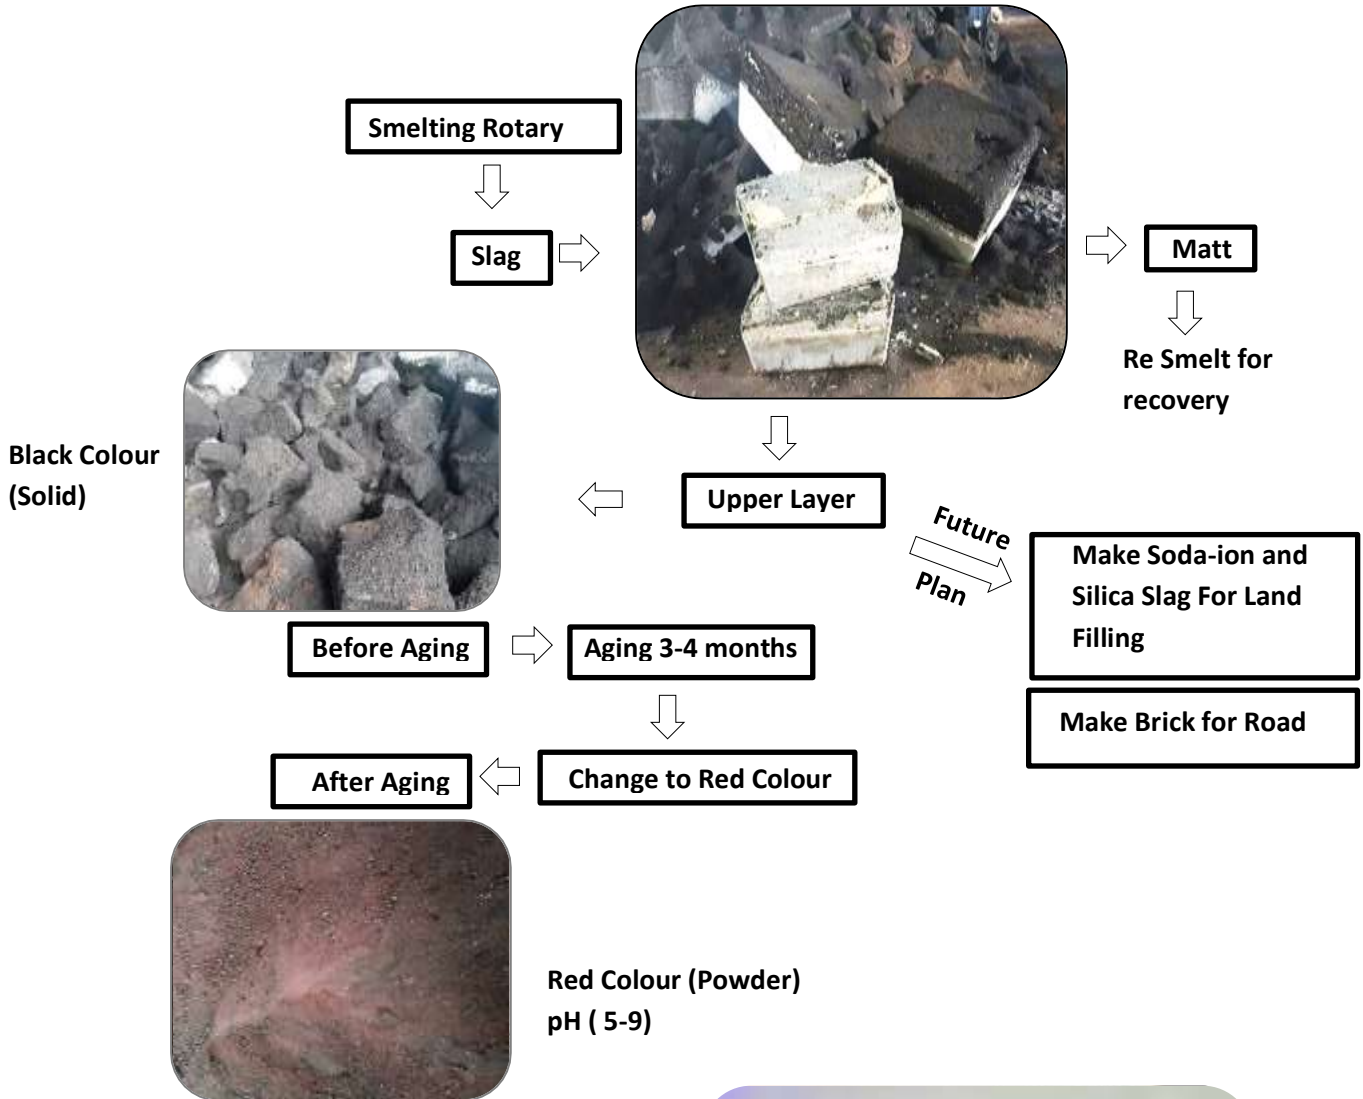 Smelting Rotary
Slag
Matt
Re Smelt for
recovery
Black Colour
(Solid)
Upper Layer
Future
Plan
Make Soda-ion and
Silica Slag For Land
Filling
Before Aging
Aging 3-4 months
Make Brick for Road
After Aging
Change to Red Colour
Red Colour (Powder)
pH ( 5-9)